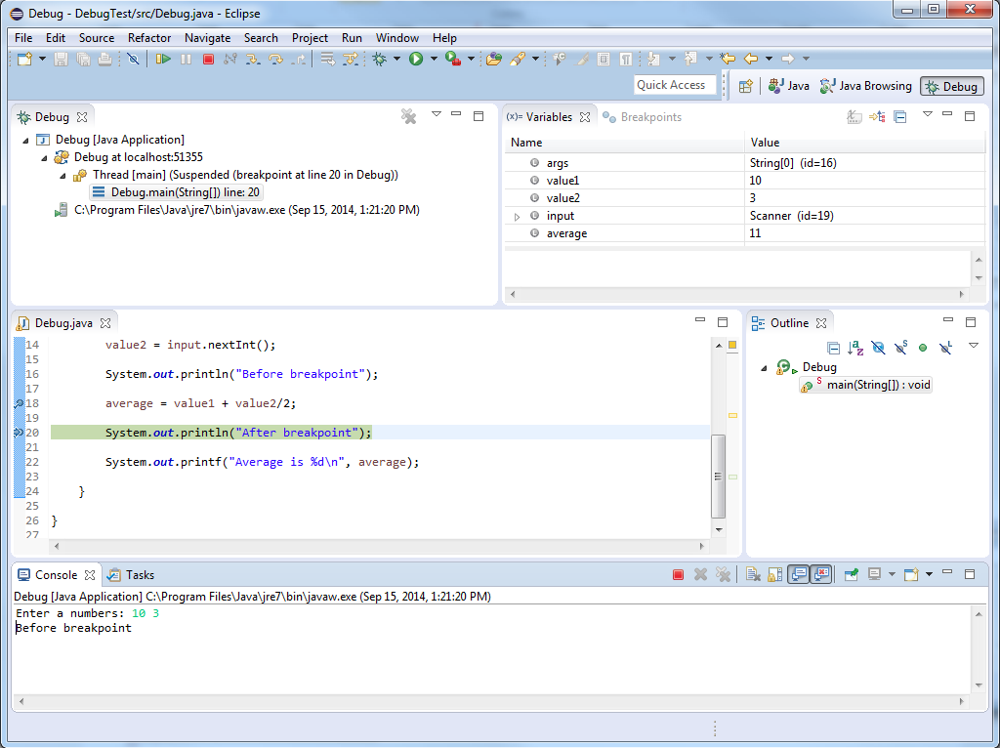 Debug - DebugTest/src/Debug.java - Eclipse
File Edit Source Refactor Navigate Search Project Run Window Help
Quick Access Java Java Browsing Debug
Debug
Debug [Java Application]
Debug at localhost:51355
Thread [main] (Suspended (breakpoint at line 20 in Debug))
Debug.main(String[]) line: 20
C:\Program Files\Java\jre7\bin\javaw.exe (Sep 15, 2014, 1:21:20 PM)
(x)= Variables Breakpoints
Name Value
args String[0] (id=16)
value1 10
value2 3
input Scanner (id=19)
average 11
Debug.java
14 value2 = input.nextInt();
15
16 System.out.println("Before breakpoint");
17
18 average = value1 + value2/2;
19
20 System.out.println("After breakpoint");
21
22 System.out.printf("Average is %d\n", average);
23
24 }
25
26 }
27
Outline
Debug
main(String[]) : void
Console Tasks
Debug [Java Application] C:\Program Files\Java\jre7\bin\javaw.exe (Sep 15, 2014, 1:21:20 PM)
Enter a numbers: 10 3
Before breakpoint